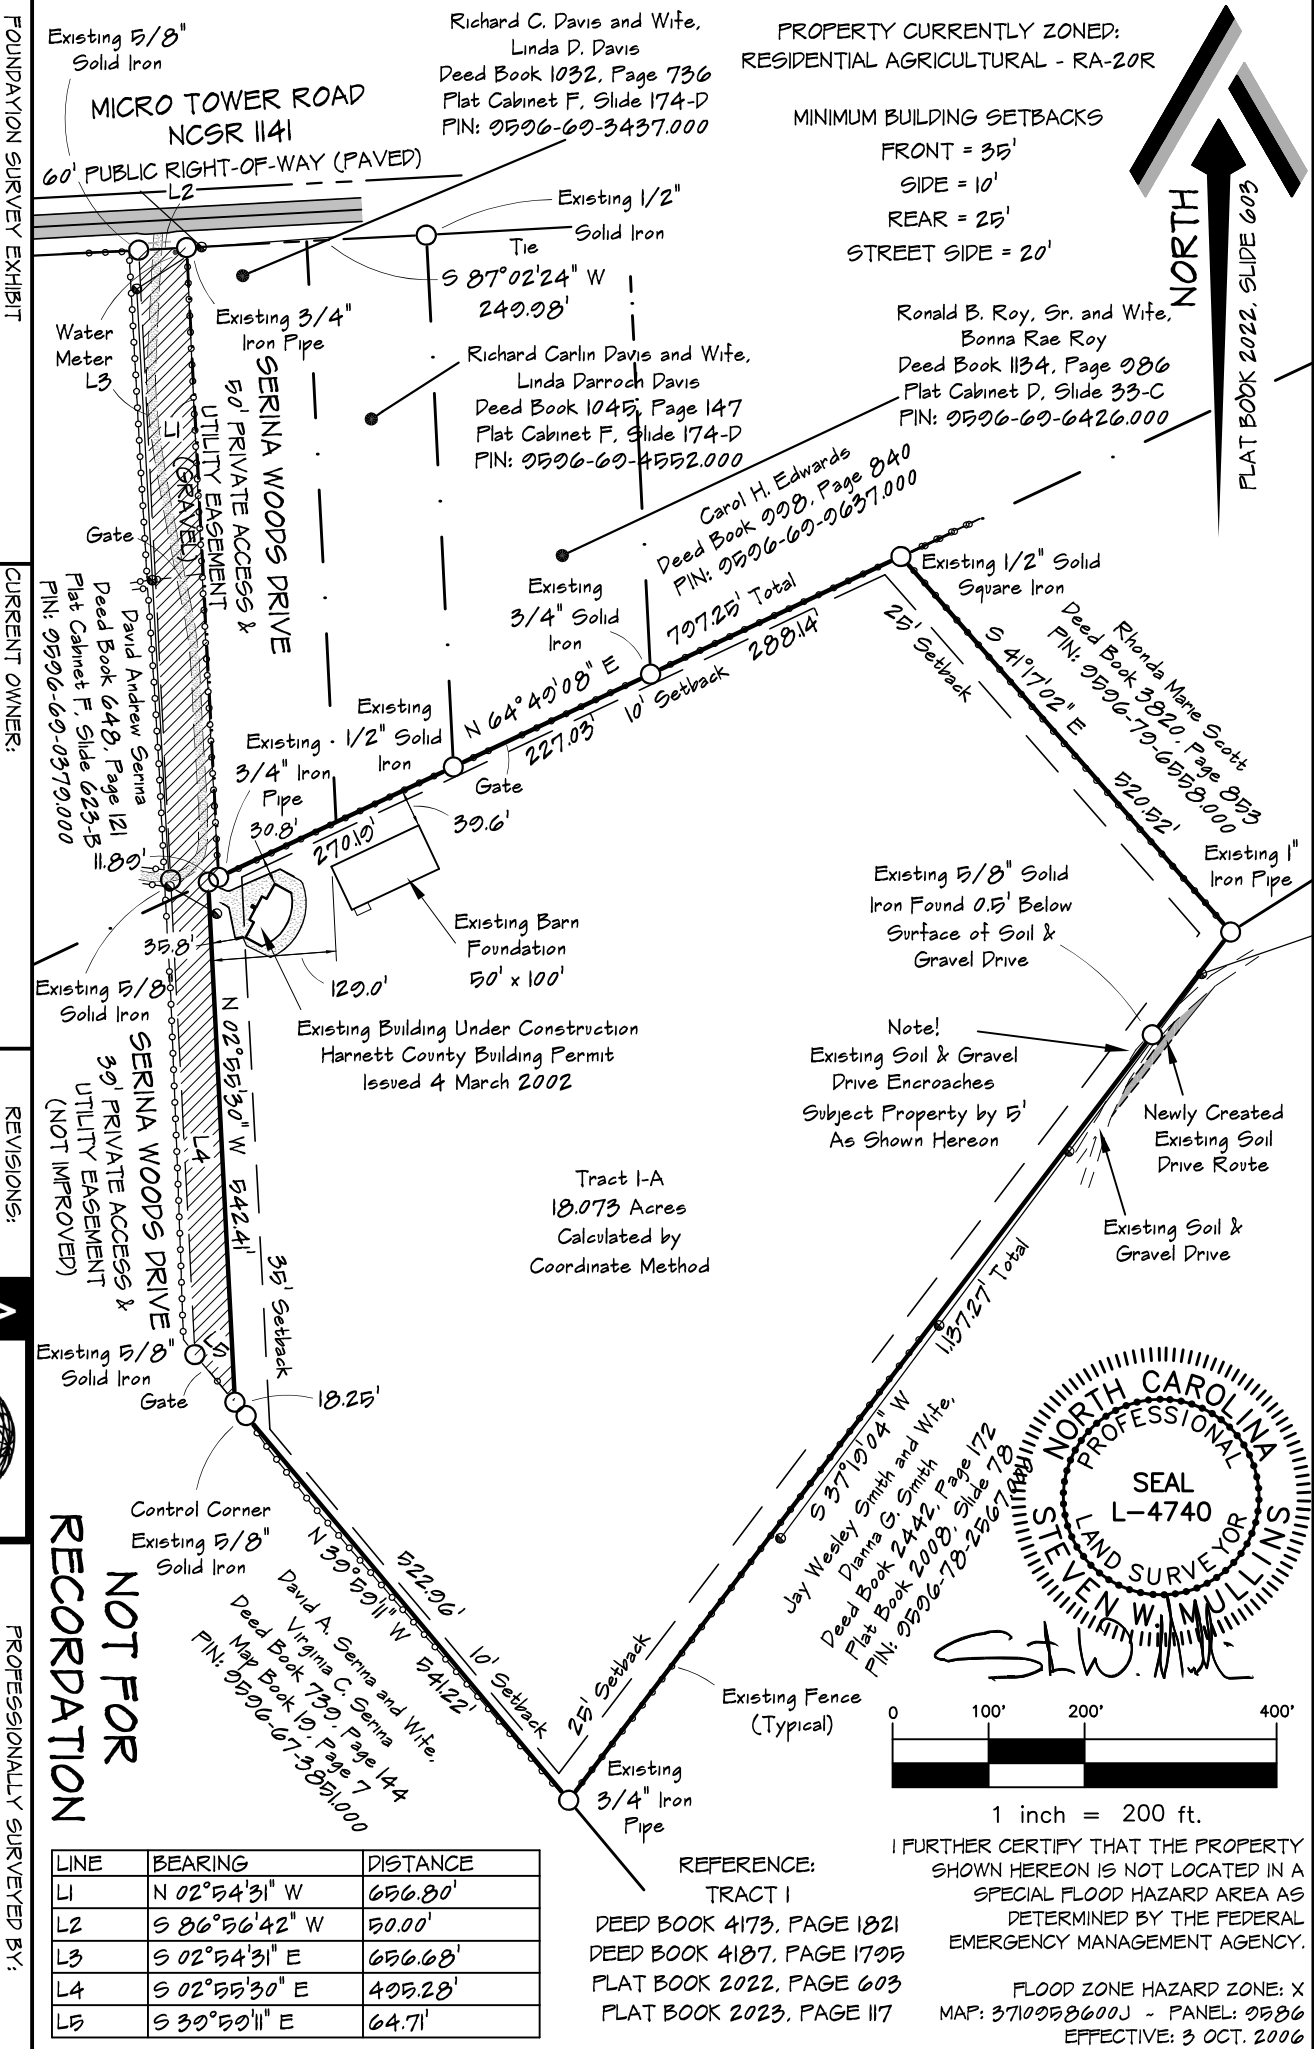 FOUNDAYION SURVEY EXHIBIT
CURRENT OWNER:
REVISIONS:
PROFESSIONALLY SURVEYED BY:
Existing 5/8"
Solid Iron
MICRO TOWER ROAD
NCSR 1141
60' PUBLIC RIGHT-OF-WAY (PAVED)
L2
Richard C. Davis and Wife,
Linda D. Davis
Deed Book 1032, Page 736
Plat Cabinet F, Slide 174-D
PIN: 9596-69-3437.000
PROPERTY CURRENTLY ZONED:
RESIDENTIAL AGRICULTURAL - RA-20R
MINIMUM BUILDING SETBACKS
FRONT = 35'
SIDE = 10'
REAR = 25'
STREET SIDE = 20'
NORTH
PLAT BOOK 2022, SLIDE 603
Existing 1/2"
Solid Iron
Tie
S 87°02'24" W
249.98'
Existing 3/4"
Iron Pipe
Water
Meter
L3
L1
(GRAVEL)
SERINA WOODS DRIVE
50' PRIVATE ACCESS &
UTILITY EASEMENT
Richard Carlin Davis and Wife,
Linda Darroch Davis
Deed Book 1045, Page 147
Plat Cabinet F, Slide 174-D
PIN: 9596-69-4552.000
Ronald B. Roy, Sr. and Wife,
Bonna Rae Roy
Deed Book 1134, Page 986
Plat Cabinet D, Slide 33-C
PIN: 9596-69-6426.000
Carol H. Edwards
Deed Book 998, Page 840
PIN: 9596-69-9637.000
Gate
David Andrew Serina
Deed Book 648, Page 121
Plat Cabinet F, Slide 623-B
PIN: 9596-69-0379.000
Existing
3/4" Solid
Iron
797.25' Total
288.14'
Existing 1/2" Solid
Square Iron
25' Setback
S 41°17'02" E
520.52'
Rhonda Marie Scott
Deed Book 3820, Page 853
PIN: 9596-79-6558.000
N 64°49'08" E
227.03'
10' Setback
Existing
1/2" Solid
Iron
Gate
Existing
3/4" Iron
Pipe
30.8'
270.19'
39.6'
11.89'
Existing 1"
Iron Pipe
Existing 5/8" Solid
Iron Found 0.5' Below
Surface of Soil &
Gravel Drive
Existing Barn
Foundation
50' x 100'
35.8'
129.0'
Existing 5/8"
Solid Iron
Existing Building Under Construction
Harnett County Building Permit
Issued 4 March 2002
Note!
Existing Soil & Gravel
Drive Encroaches
Subject Property by 5'
As Shown Hereon
Newly Created
Existing Soil
Drive Route
Existing Soil &
Gravel Drive
N 02°55'30" W 542.41'
L4
SERINA WOODS DRIVE
39' PRIVATE ACCESS &
UTILITY EASEMENT
(NOT IMPROVED)
35' Setback
Tract 1-A
18.073 Acres
Calculated by
Coordinate Method
1,137.27' Total
S 37°19'04" W
Existing 5/8"
Solid Iron
L5
Gate
18.25'
Control Corner
Existing 5/8"
Solid Iron
N 39°59'11" W
522.96'
541.22'
10' Setback
25' Setback
David A. Serina and Wife,
Virginia C. Serina
Deed Book 739, Page 144
Map Book 19, Page 7
PIN: 9596-67-3851.000
Jay Wesley Smith and Wife,
Dianna G. Smith
Deed Book 2442, Page 172
Plat Book 2008, Slide 78
PIN: 9596-78-2567.000
NORTH CAROLINA
PROFESSIONAL
SEAL
L-4740
LAND SURVEYOR
STEVEN W. MULLINS
NOT FOR
RECORDATION
Existing Fence
(Typical)
Existing
3/4" Iron
Pipe
0 100' 200' 400'
1 inch = 200 ft.
LINE BEARING DISTANCE
L1 N 02°54'31" W 656.80'
L2 S 86°56'42" W 50.00'
L3 S 02°54'31" E 656.68'
L4 S 02°55'30" E 495.28'
L5 S 39°59'11" E 64.71'
REFERENCE:
TRACT 1
DEED BOOK 4173, PAGE 1821
DEED BOOK 4187, PAGE 1795
PLAT BOOK 2022, PAGE 603
PLAT BOOK 2023, PAGE 117
I FURTHER CERTIFY THAT THE PROPERTY
SHOWN HEREON IS NOT LOCATED IN A
SPECIAL FLOOD HAZARD AREA AS
DETERMINED BY THE FEDERAL
EMERGENCY MANAGEMENT AGENCY.
FLOOD ZONE HAZARD ZONE: X
MAP: 3710958600J ~ PANEL: 9586
EFFECTIVE: 3 OCT. 2006